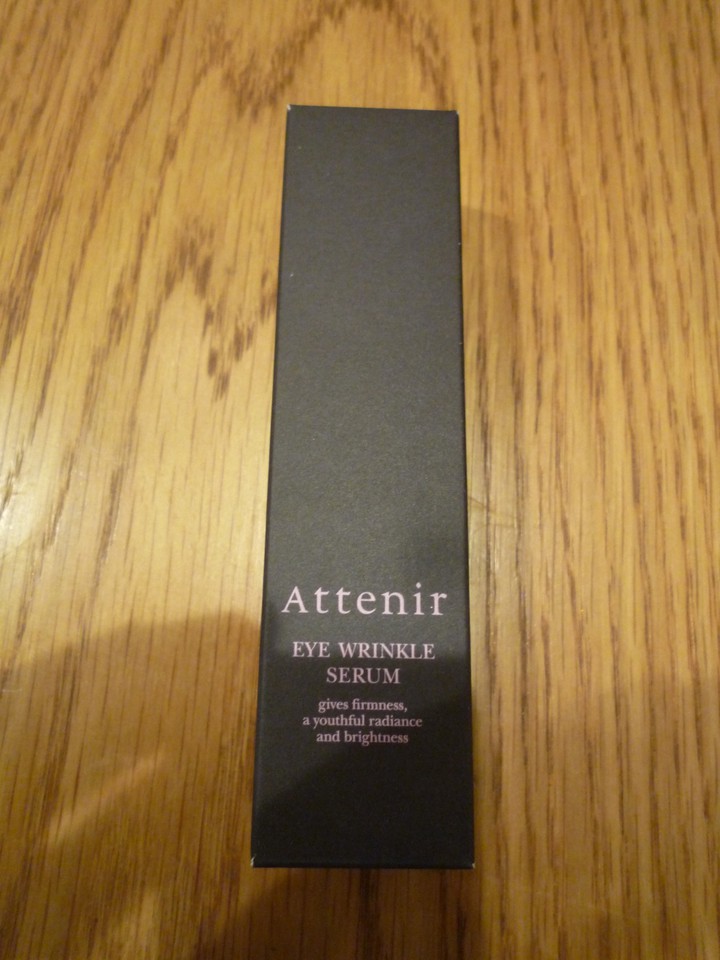 Attenir
EYE WRINKLE
SERUM
gives firmness,
a youthful radiance
and brightness